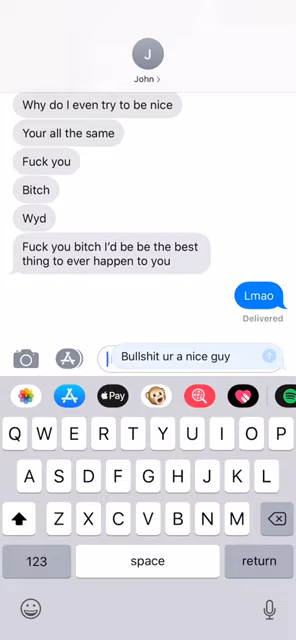 J
John >
Why do I even try to be nice
Your all the same
Fuck you
Bitch
Wyd
Fuck you bitch I'd be be the best
thing to ever happen to you
Lmao
Delivered
Bullshit ur a nice guy
Pay
Q W E R T Y U I O P
A S D F G H J K L
Z X C V B N M
123 space return